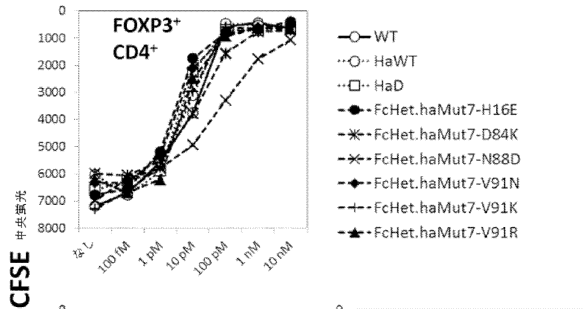 FOXP3⁺
CD4⁺
0
1000
2000
3000
4000
5000
6000
7000
8000
CFSE 中央蛍光
なし
100 fM
1 pM
10 pM
100 pM
1 nM
10 nM
WT
HaWT
HaD
FcHet.haMut7-H16E
FcHet.haMut7-D84K
FcHet.haMut7-N88D
FcHet.haMut7-V91N
FcHet.haMut7-V91K
FcHet.haMut7-V91R